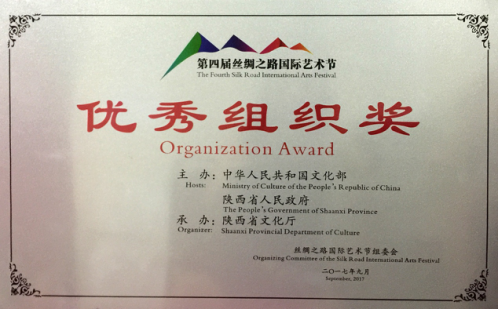 第四届丝绸之路国际艺术节
The Fourth Silk Road International Arts Festival
优秀组织奖
Organization Award
主 办: 中华人民共和国文化部
Hosts: Ministry of Culture of the People's Republic of China
陕西省人民政府
The People's Government of Shaanxi Province
承 办: 陕西省文化厅
Organizer: Shaanxi Provincial Department of Culture
丝绸之路国际艺术节组委会
Organizing Committee of the Silk Road International Arts Festival
二〇一七年九月
September, 2017